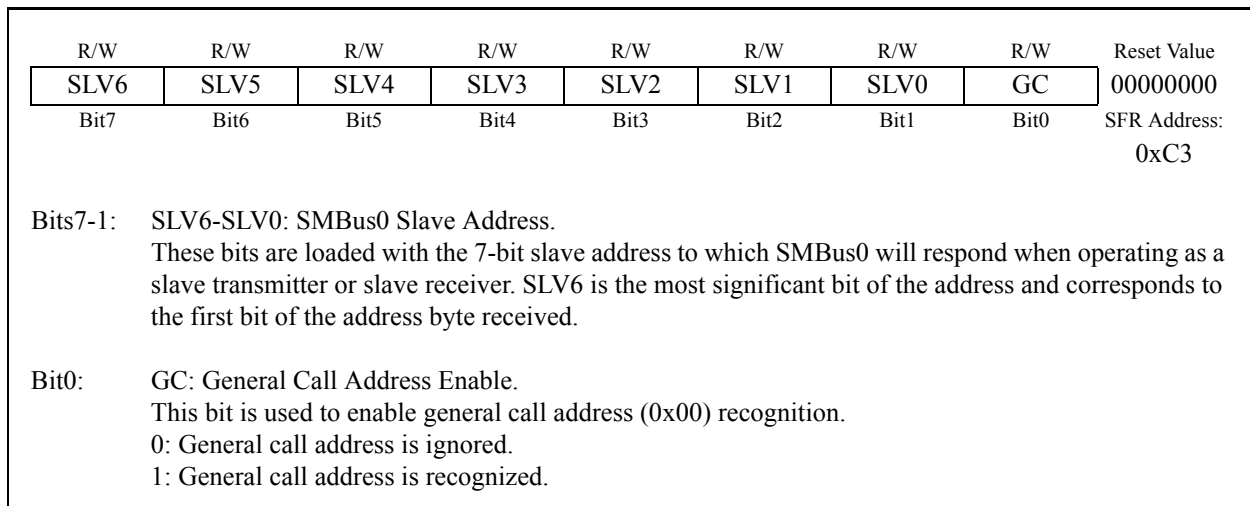 R/W R/W R/W R/W R/W R/W R/W R/W Reset Value
SLV6 SLV5 SLV4 SLV3 SLV2 SLV1 SLV0 GC 00000000
Bit7 Bit6 Bit5 Bit4 Bit3 Bit2 Bit1 Bit0 SFR Address:
0xC3
Bits7-1: SLV6-SLV0: SMBus0 Slave Address.
These bits are loaded with the 7-bit slave address to which SMBus0 will respond when operating as a
slave transmitter or slave receiver. SLV6 is the most significant bit of the address and corresponds to
the first bit of the address byte received.
Bit0: GC: General Call Address Enable.
This bit is used to enable general call address (0x00) recognition.
0: General call address is ignored.
1: General call address is recognized.